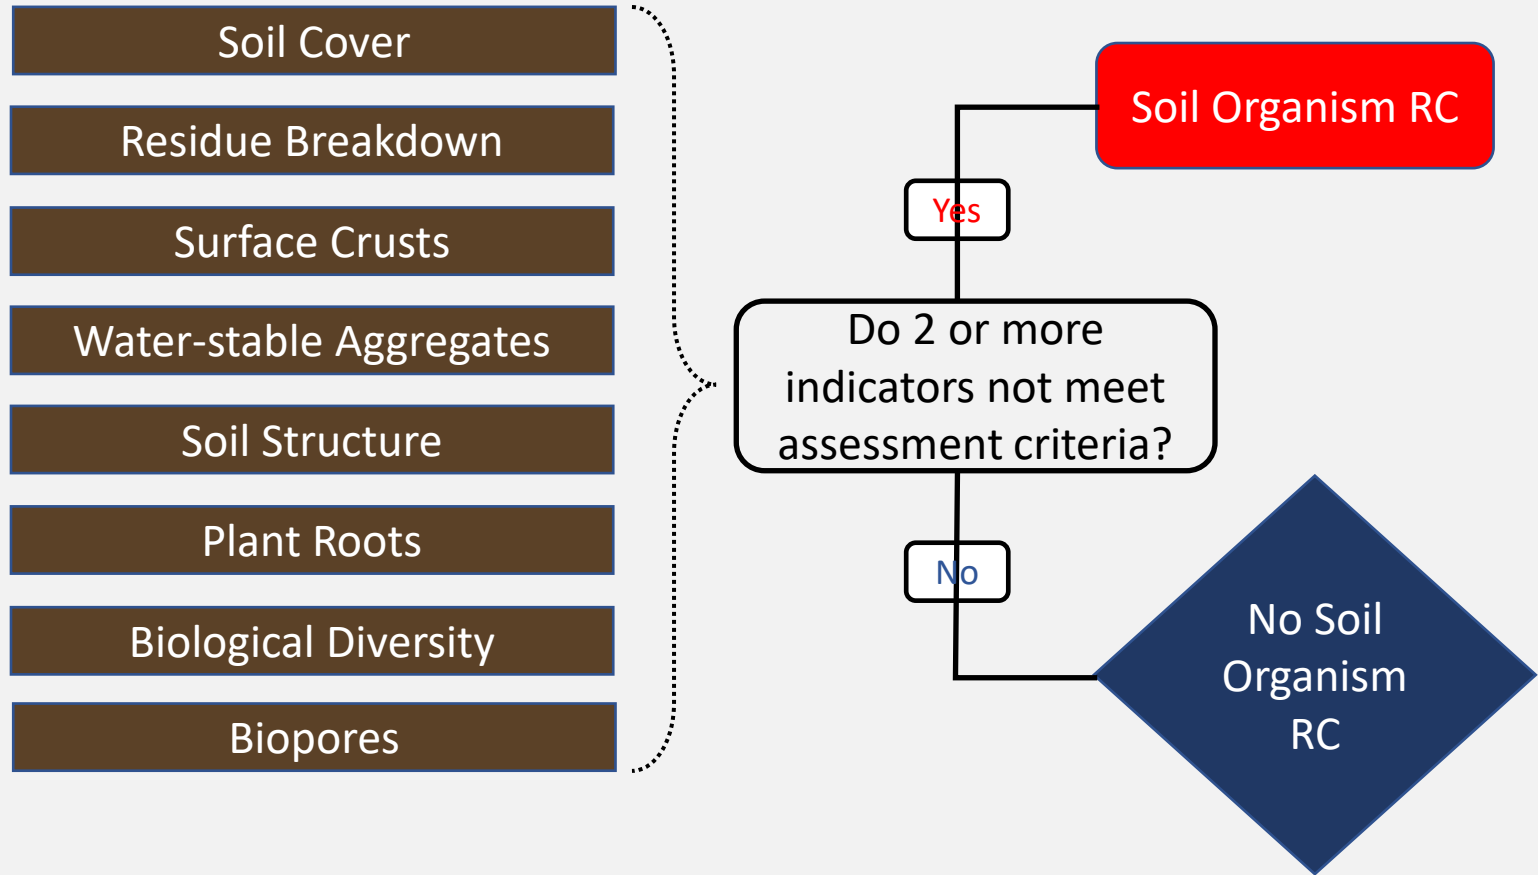 Soil Cover
Residue Breakdown
Surface Crusts
Water-stable Aggregates
Soil Structure
Plant Roots
Biological Diversity
Biopores
Soil Organism RC
Yes
Do 2 or more
indicators not meet
assessment criteria?
No
No Soil
Organism
RC